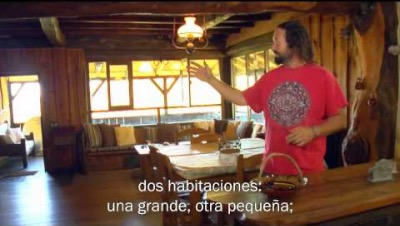 dos habitaciones:
una grande; otra pequeña;